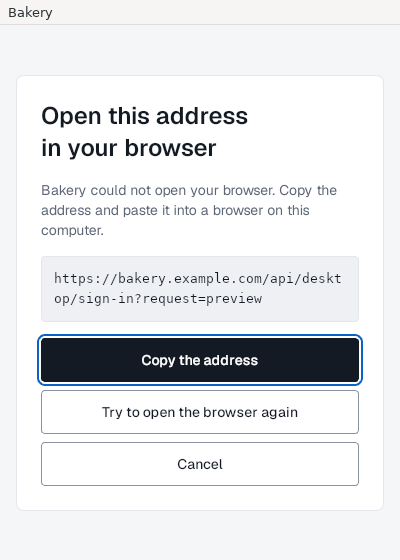 Bakery
Open this address
in your browser
Bakery could not open your browser. Copy the
address and paste it into a browser on this
computer.
https://bakery.example.com/api/deskt
op/sign-in?request=preview
Copy the address
Try to open the browser again
Cancel